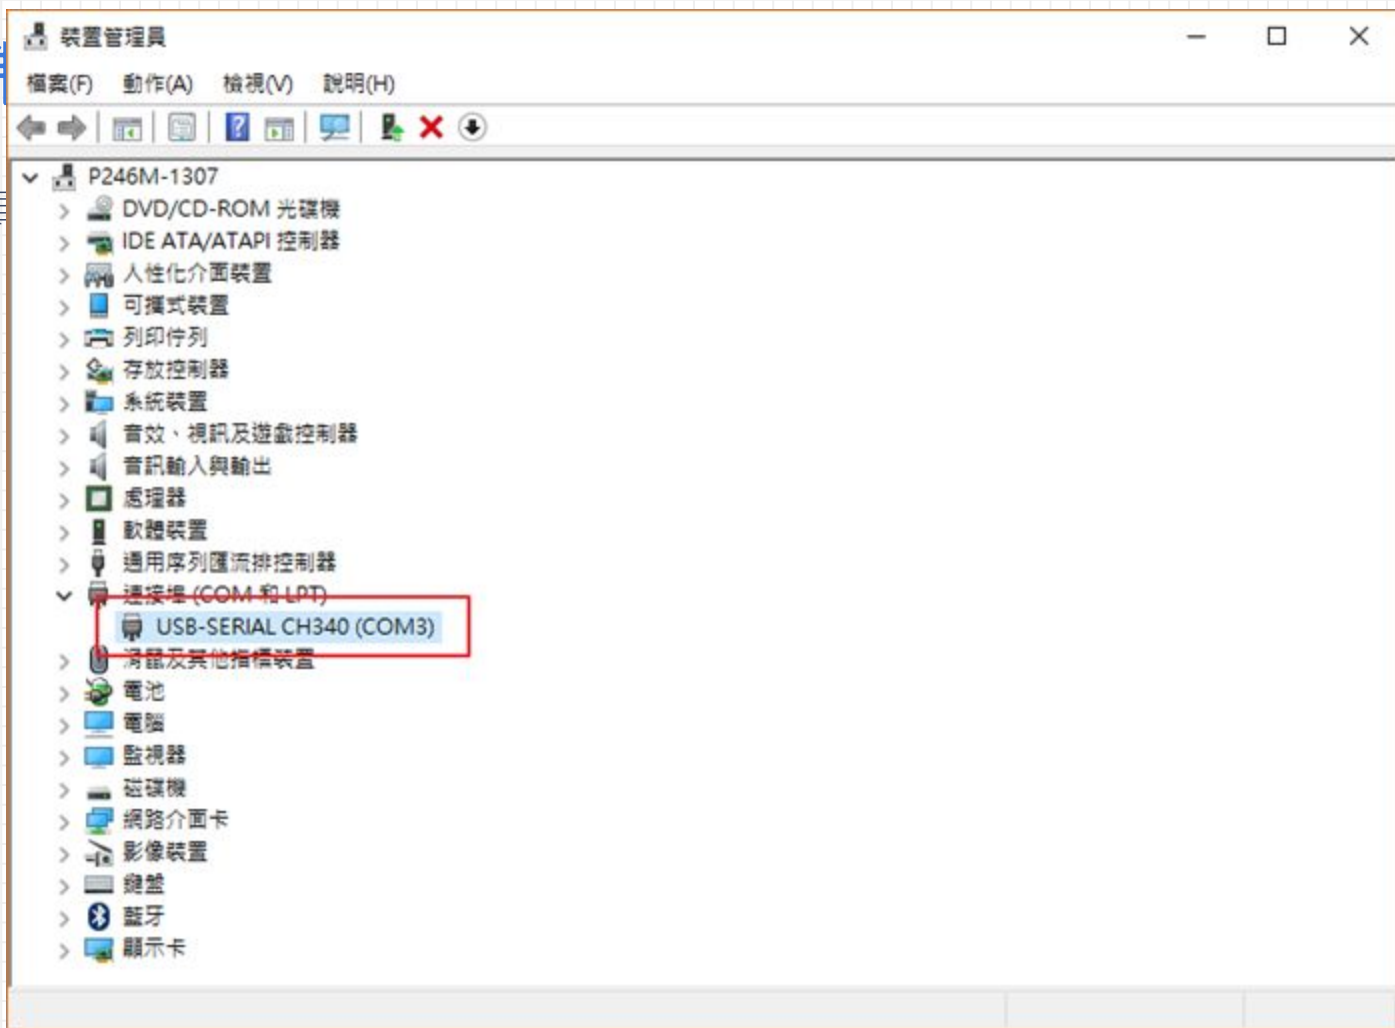 裝置管理員
檔案(F) 動作(A) 檢視(V) 說明(H)
P246M-1307
DVD/CD-ROM 光碟機
IDE ATA/ATAPI 控制器
人性化介面裝置
可攜式裝置
列印佇列
存放控制器
系統裝置
音效、視訊及遊戲控制器
音訊輸入與輸出
處理器
軟體裝置
通用序列匯流排控制器
連接埠 (COM 和 LPT)
USB-SERIAL CH340 (COM3)
滑鼠及其他指標裝置
電池
電腦
監視器
磁碟機
網路介面卡
影像裝置
鍵盤
藍牙
顯示卡